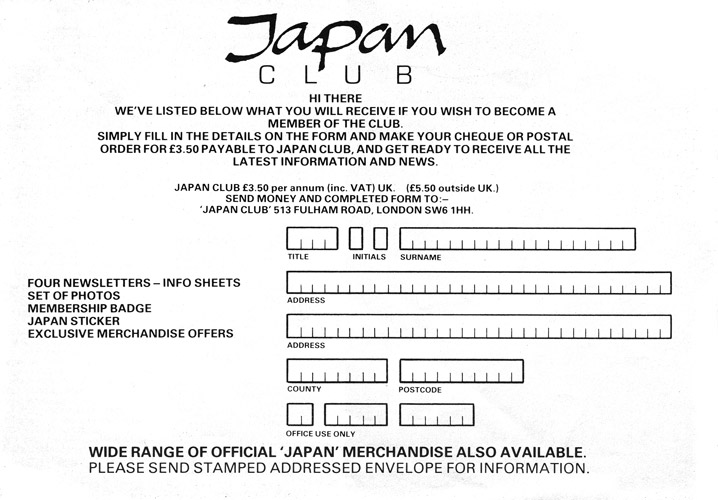 Japan
CLUB
HI THERE
WE'VE LISTED BELOW WHAT YOU WILL RECEIVE IF YOU WISH TO BECOME A
MEMBER OF THE CLUB.
SIMPLY FILL IN THE DETAILS ON THE FORM AND MAKE YOUR CHEQUE OR POSTAL
ORDER FOR £3.50 PAYABLE TO JAPAN CLUB, AND GET READY TO RECEIVE ALL THE
LATEST INFORMATION AND NEWS.
JAPAN CLUB £3.50 per annum (inc. VAT) UK. (£5.50 outside UK.)
SEND MONEY AND COMPLETED FORM TO:–
'JAPAN CLUB' 513 FULHAM ROAD, LONDON SW6 1HH.
TITLE INITIALS SURNAME
FOUR NEWSLETTERS – INFO SHEETS
SET OF PHOTOS
MEMBERSHIP BADGE
JAPAN STICKER
EXCLUSIVE MERCHANDISE OFFERS
ADDRESS
ADDRESS
COUNTY POSTCODE
OFFICE USE ONLY
WIDE RANGE OF OFFICIAL 'JAPAN' MERCHANDISE ALSO AVAILABLE.
PLEASE SEND STAMPED ADDRESSED ENVELOPE FOR INFORMATION.